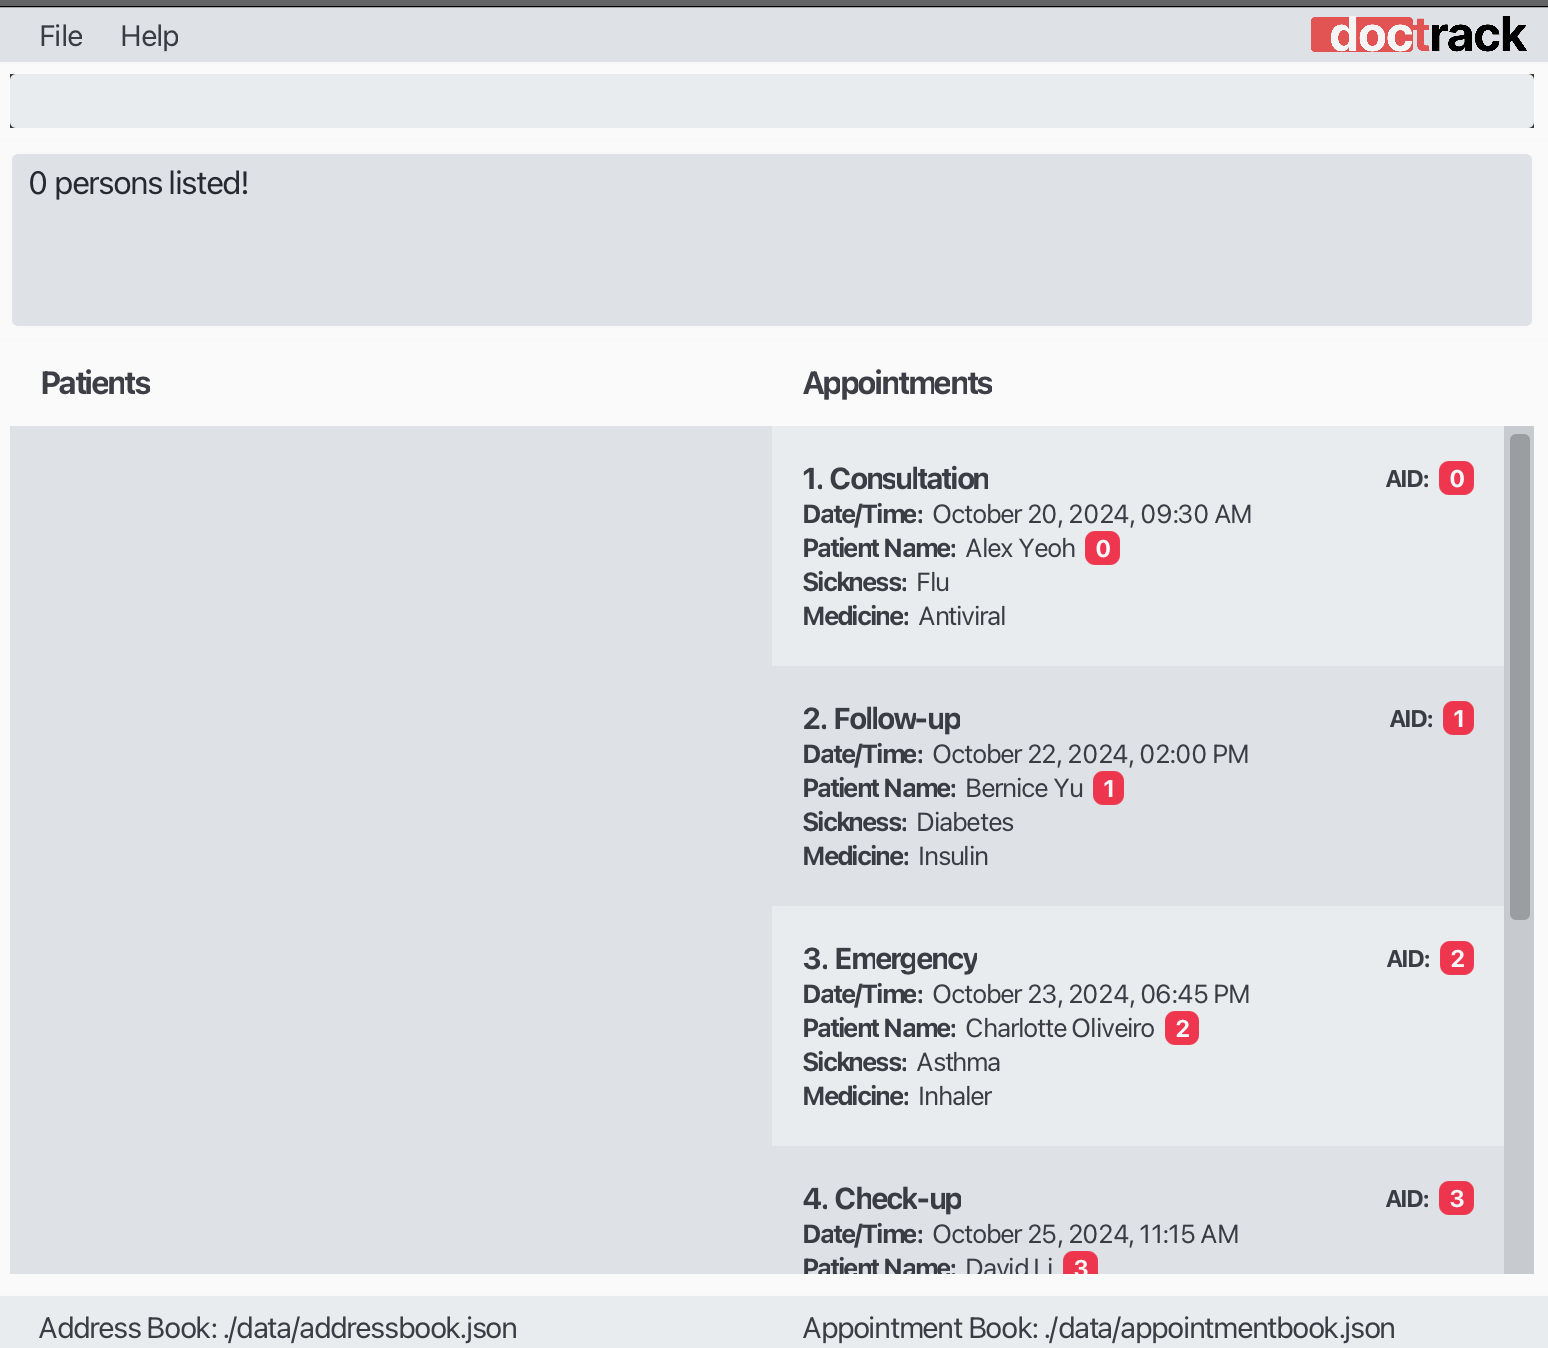 File Help
doctrack
0 persons listed!
Patients
Appointments
1. Consultation
AID: 0
Date/Time: October 20, 2024, 09:30 AM
Patient Name: Alex Yeoh 0
Sickness: Flu
Medicine: Antiviral
2. Follow-up
AID: 1
Date/Time: October 22, 2024, 02:00 PM
Patient Name: Bernice Yu 1
Sickness: Diabetes
Medicine: Insulin
3. Emergency
AID: 2
Date/Time: October 23, 2024, 06:45 PM
Patient Name: Charlotte Oliveiro 2
Sickness: Asthma
Medicine: Inhaler
4. Check-up
AID: 3
Date/Time: October 25, 2024, 11:15 AM
Patient Name: David Li 3
Address Book: ./data/addressbook.json
Appointment Book: ./data/appointmentbook.json